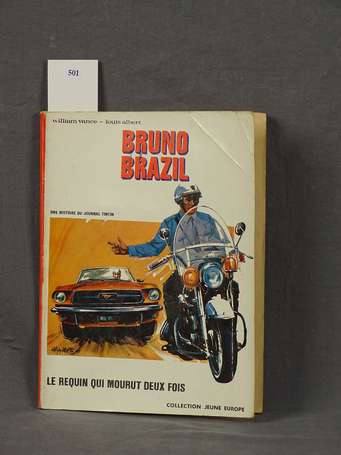 501
william vance - louis albert
BRUNO
BRAZIL
UNE HISTOIRE DU JOURNAL TINTIN
LE REQUIN QUI MOURUT DEUX FOIS
COLLECTION JEUNE EUROPE